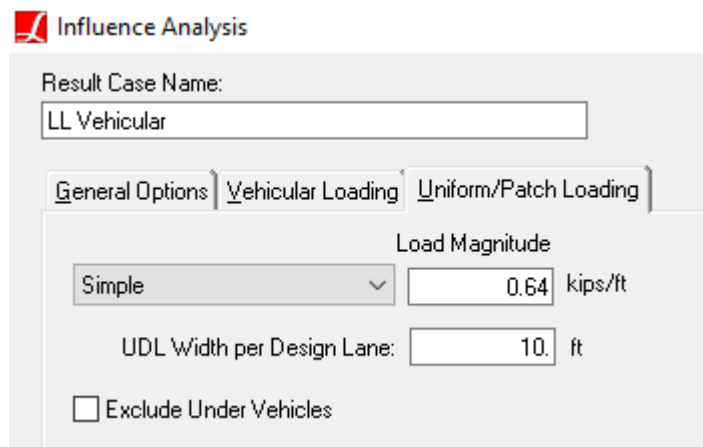 Influence Analysis
Result Case Name:
LL Vehicular
General Options Vehicular Loading Uniform/Patch Loading
Load Magnitude
Simple 0.64 kips/ft
UDL Width per Design Lane: 10. ft
Exclude Under Vehicles